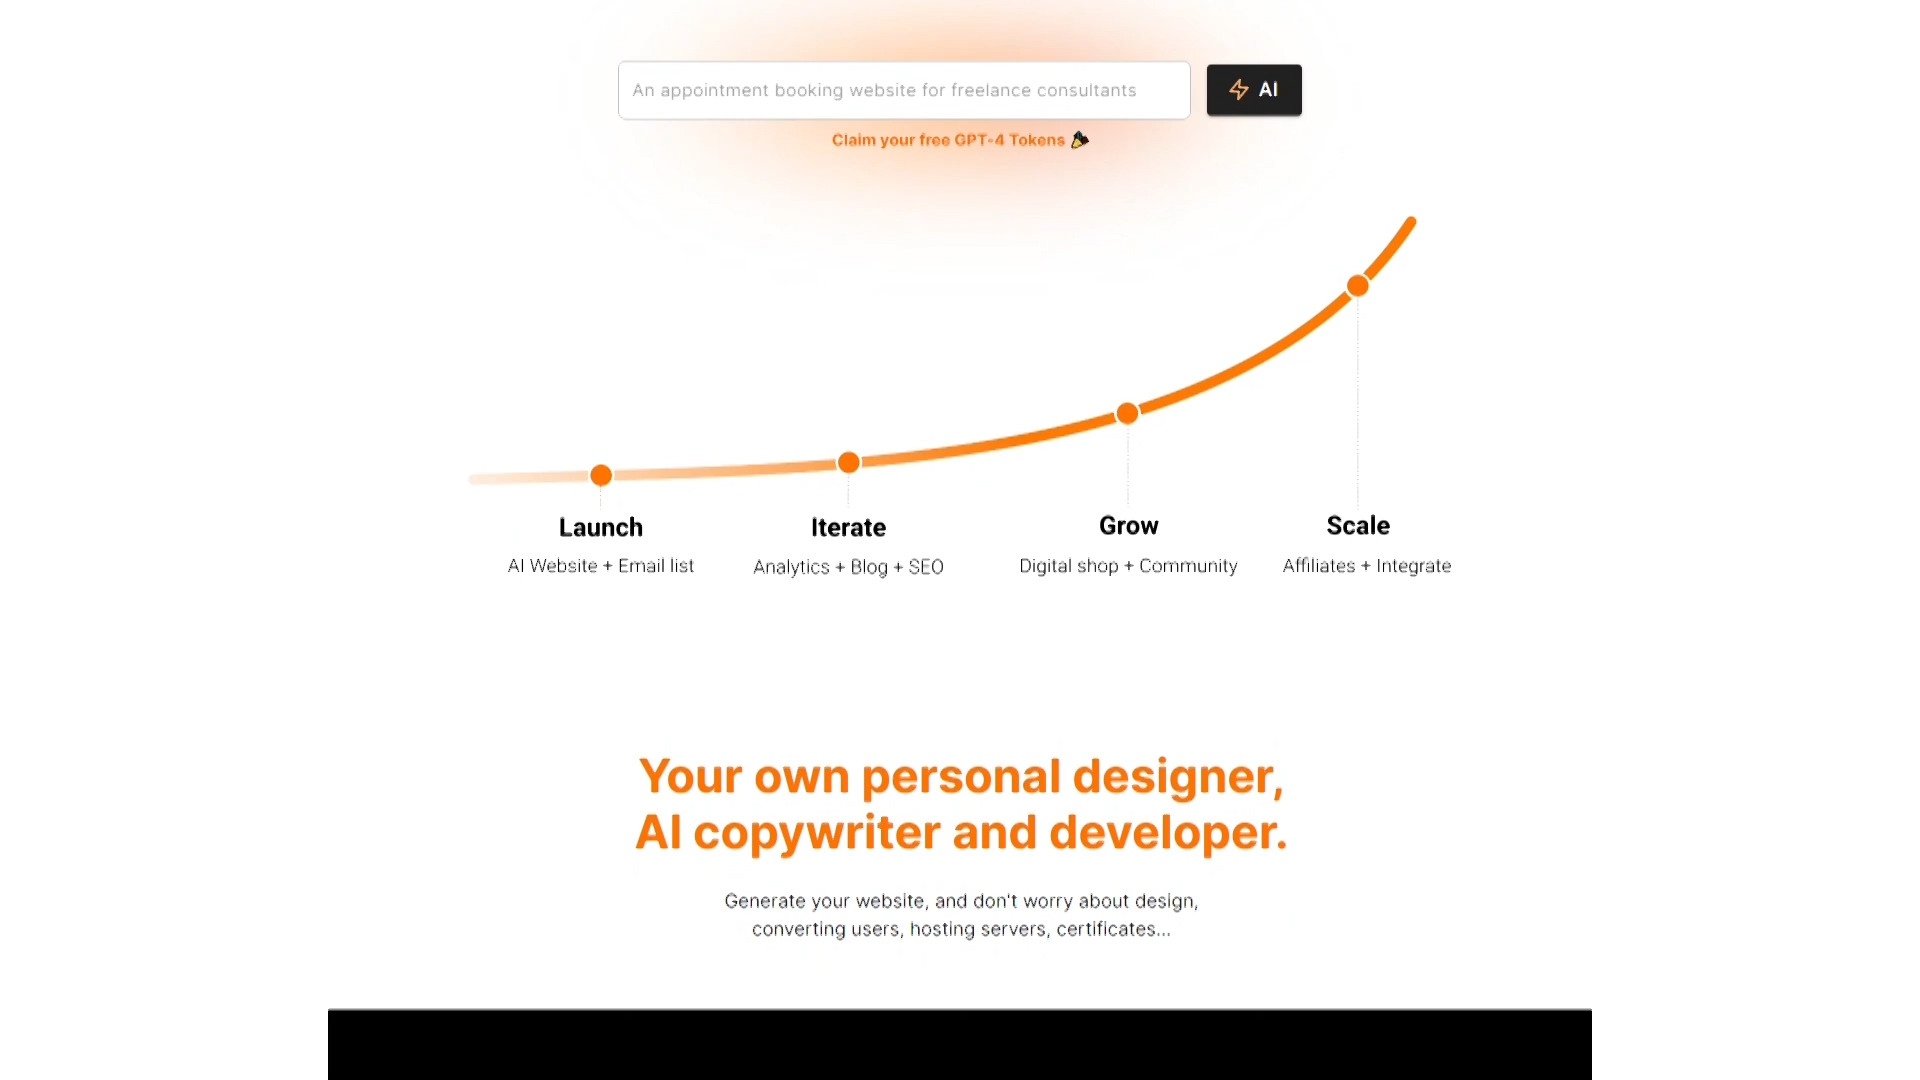 An appointment booking website for freelance consultants
AI
Claim your free GPT-4 Tokens
Launch
AI Website + Email list
Iterate
Analytics + Blog + SEO
Grow
Digital shop + Community
Scale
Affiliates + Integrate
Your own personal designer,
AI copywriter and developer.
Generate your website, and don't worry about design,
converting users, hosting servers, certificates...